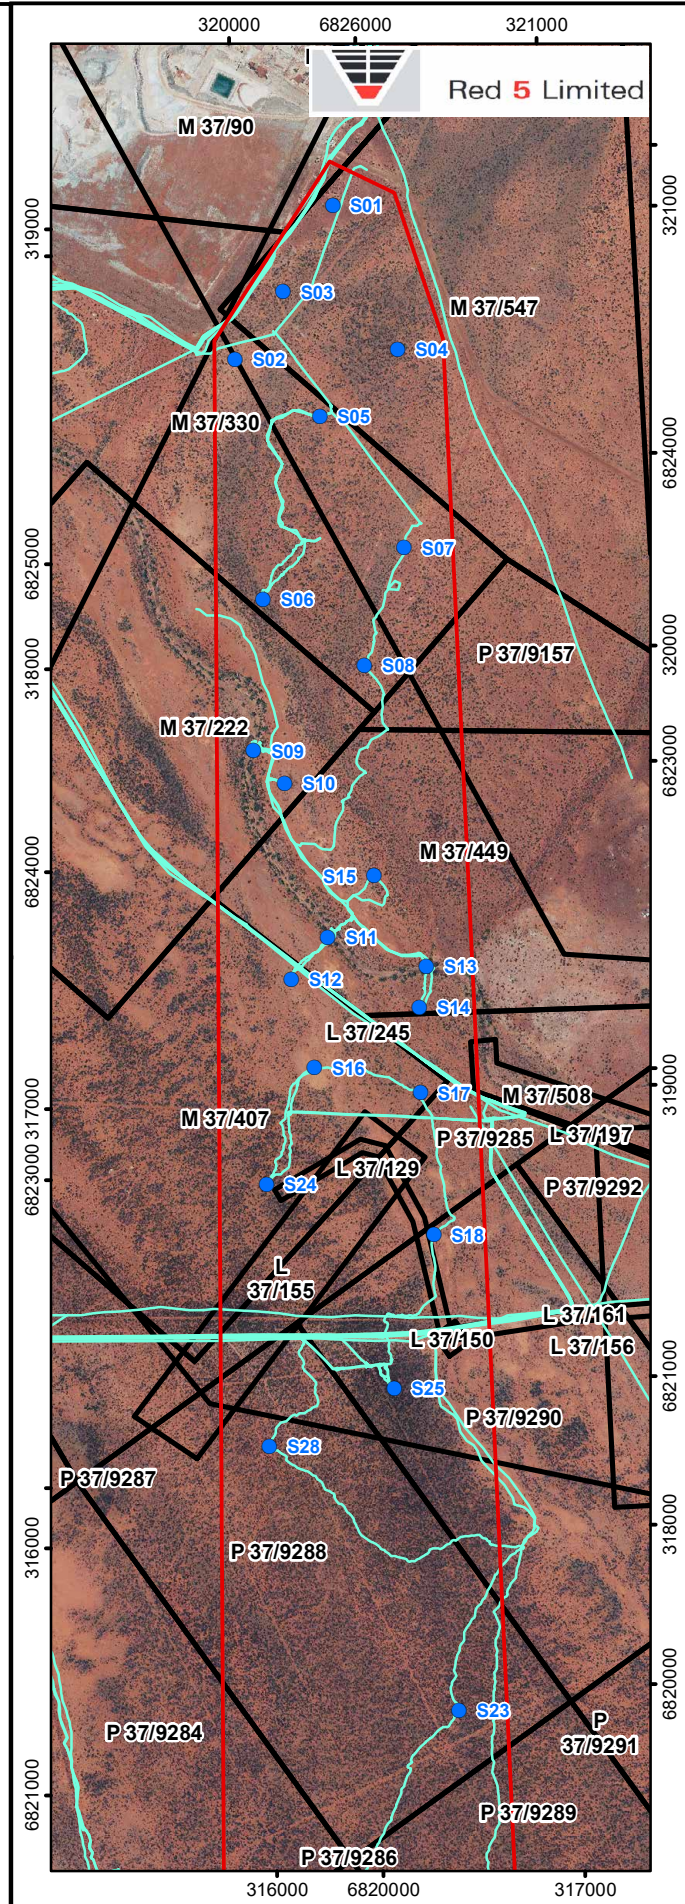 320000
6826000
321000
Red 5 Limited
M 37/90
S01
319000
321000
S03
M 37/547
S04
S02
M 37/330
S05
6824000
S07
6825000
S06
320000
P 37/9157
S08
318000
M 37/222
S09
6823000
S10
M 37/449
6824000
S15
S11
S13
S12
S14
L 37/245
S16
319000
S17
M 37/508
317000
M 37/407
P 37/9285
L 37/197
L 37/129
6823000
S24
P 37/9292
S18
L
37/155
L 37/161
L 37/150
L 37/156
6821000
S25
P 37/9290
S28
P 37/9287
318000
316000
P 37/9288
6820000
S23
P 37/9284
P
37/9291
6821000
P 37/9289
P 37/9286
316000
6820000
317000